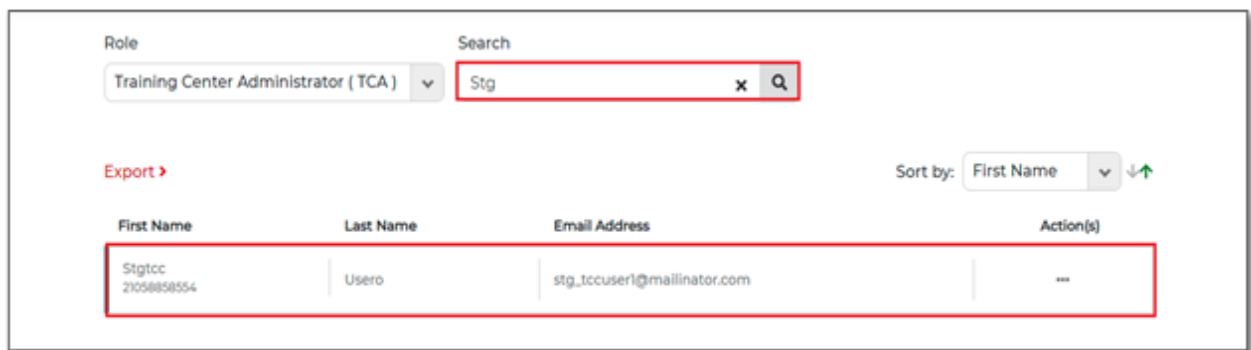 Role Search
Training Center Administrator ( TCA ) Stg
Export
Sort by: First Name
First Name Last Name Email Address Action(s)
Stgtcc
21058858554
Usero stg_tccuser1@mailinator.com ...